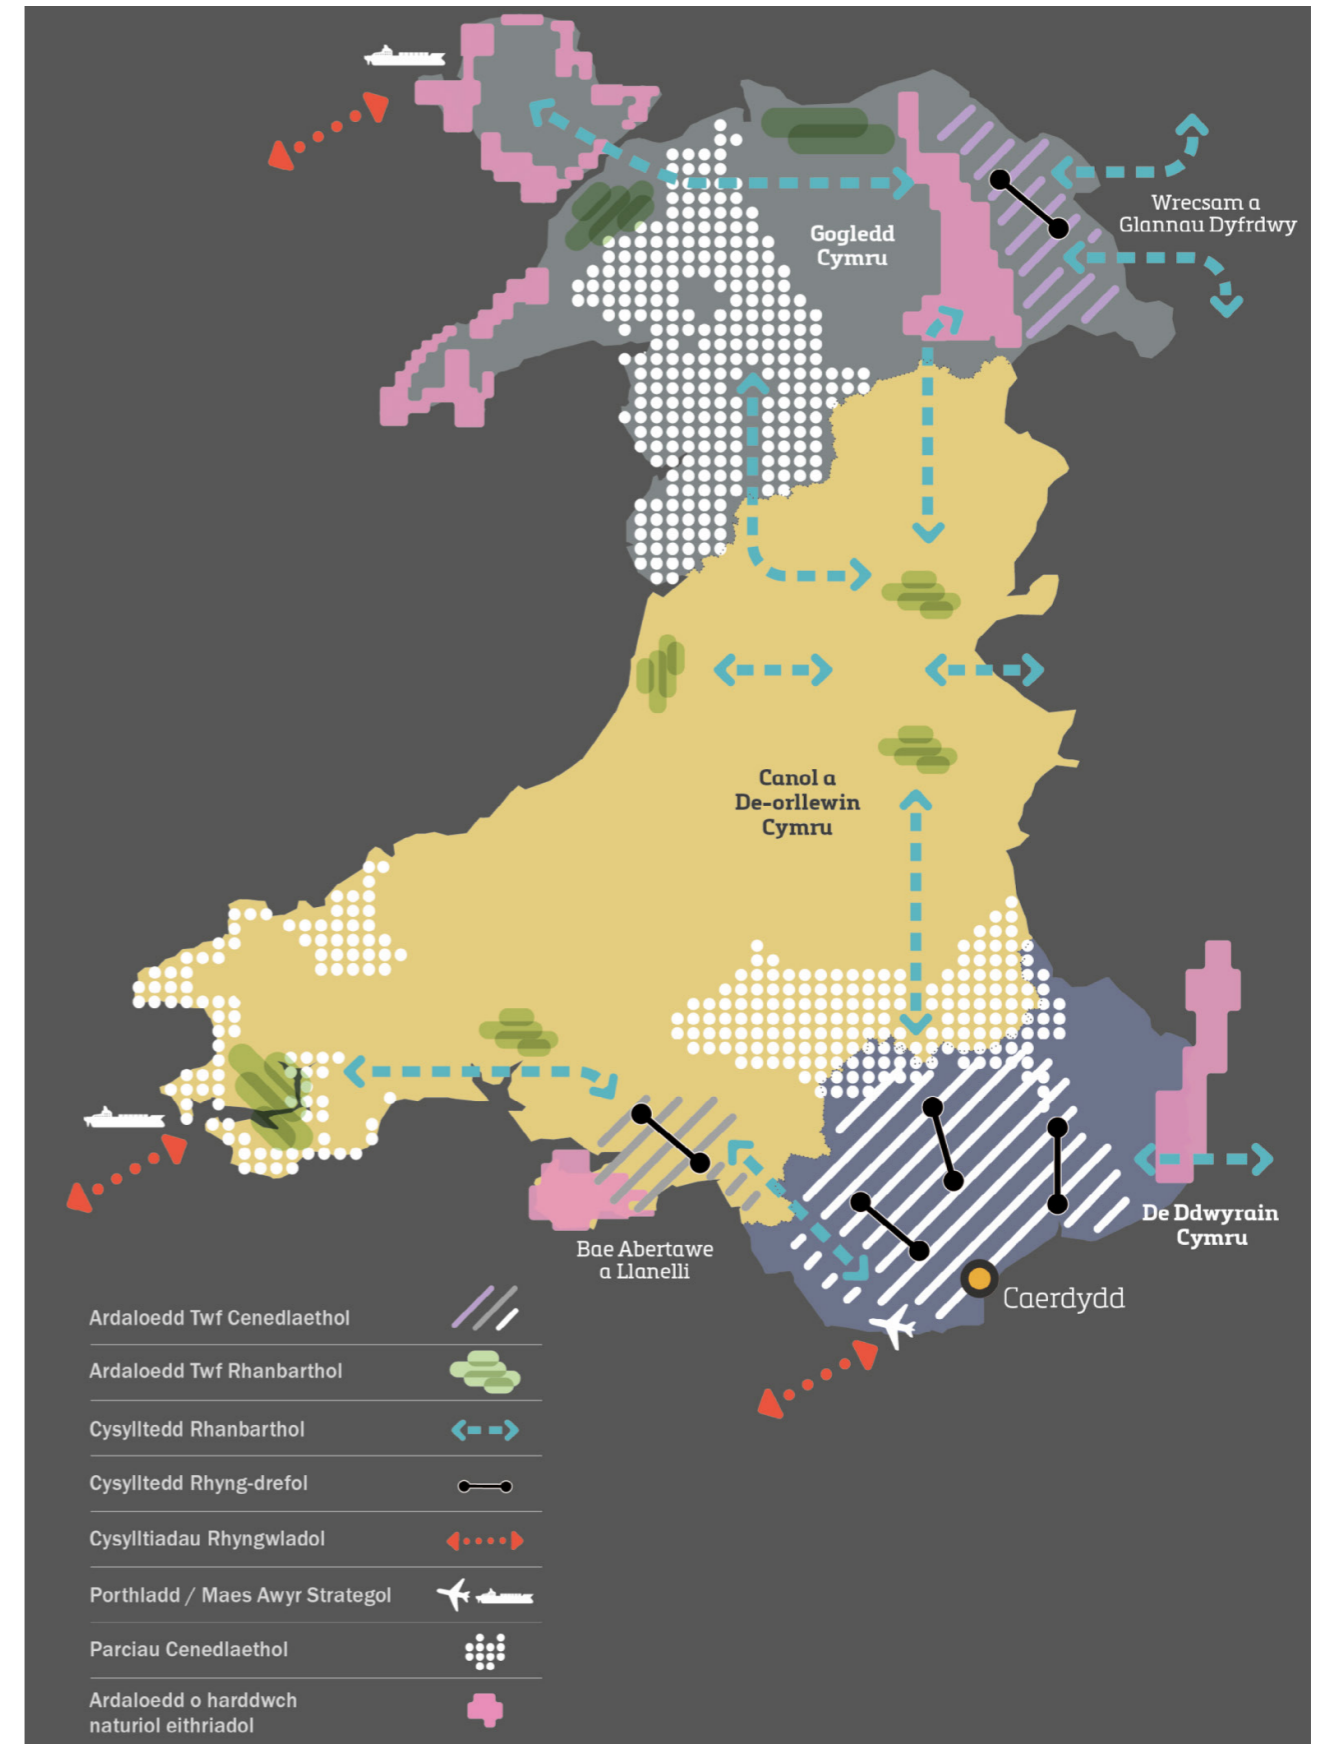 Wrecsam a
Glannau Dyfrdwy
Gogledd
Cymru
Canol a
De-orllewin
Cymru
De Ddwyrain
Cymru
Bae Abertawe
a Llanelli
Caerdydd
Ardaloedd Twf Cenedlaethol
Ardaloedd Twf Rhanbarthol
Cysylltedd Rhanbarthol
Cysylltedd Rhyng-drefol
Cysylltiadau Rhyngwladol
Porthladd / Maes Awyr Strategol
Parciau Cenedlaethol
Ardaloedd o harddwch
naturiol eithriadol